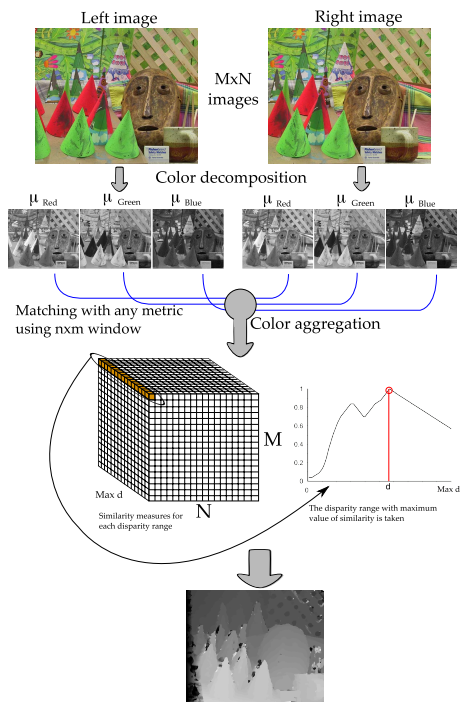 Left image
Right image
MxN
images
Color decomposition
μ Red
μ Green
μ Blue
μ Red
μ Green
μ Blue
Matching with any metric
using nxm window
Color aggregation
M
N
Max d
Similarity measures for
each disparity range
1
0.8
0.6
0.4
0.2
0
0
d
Max d
The disparity range with maximum
value of similarity is taken